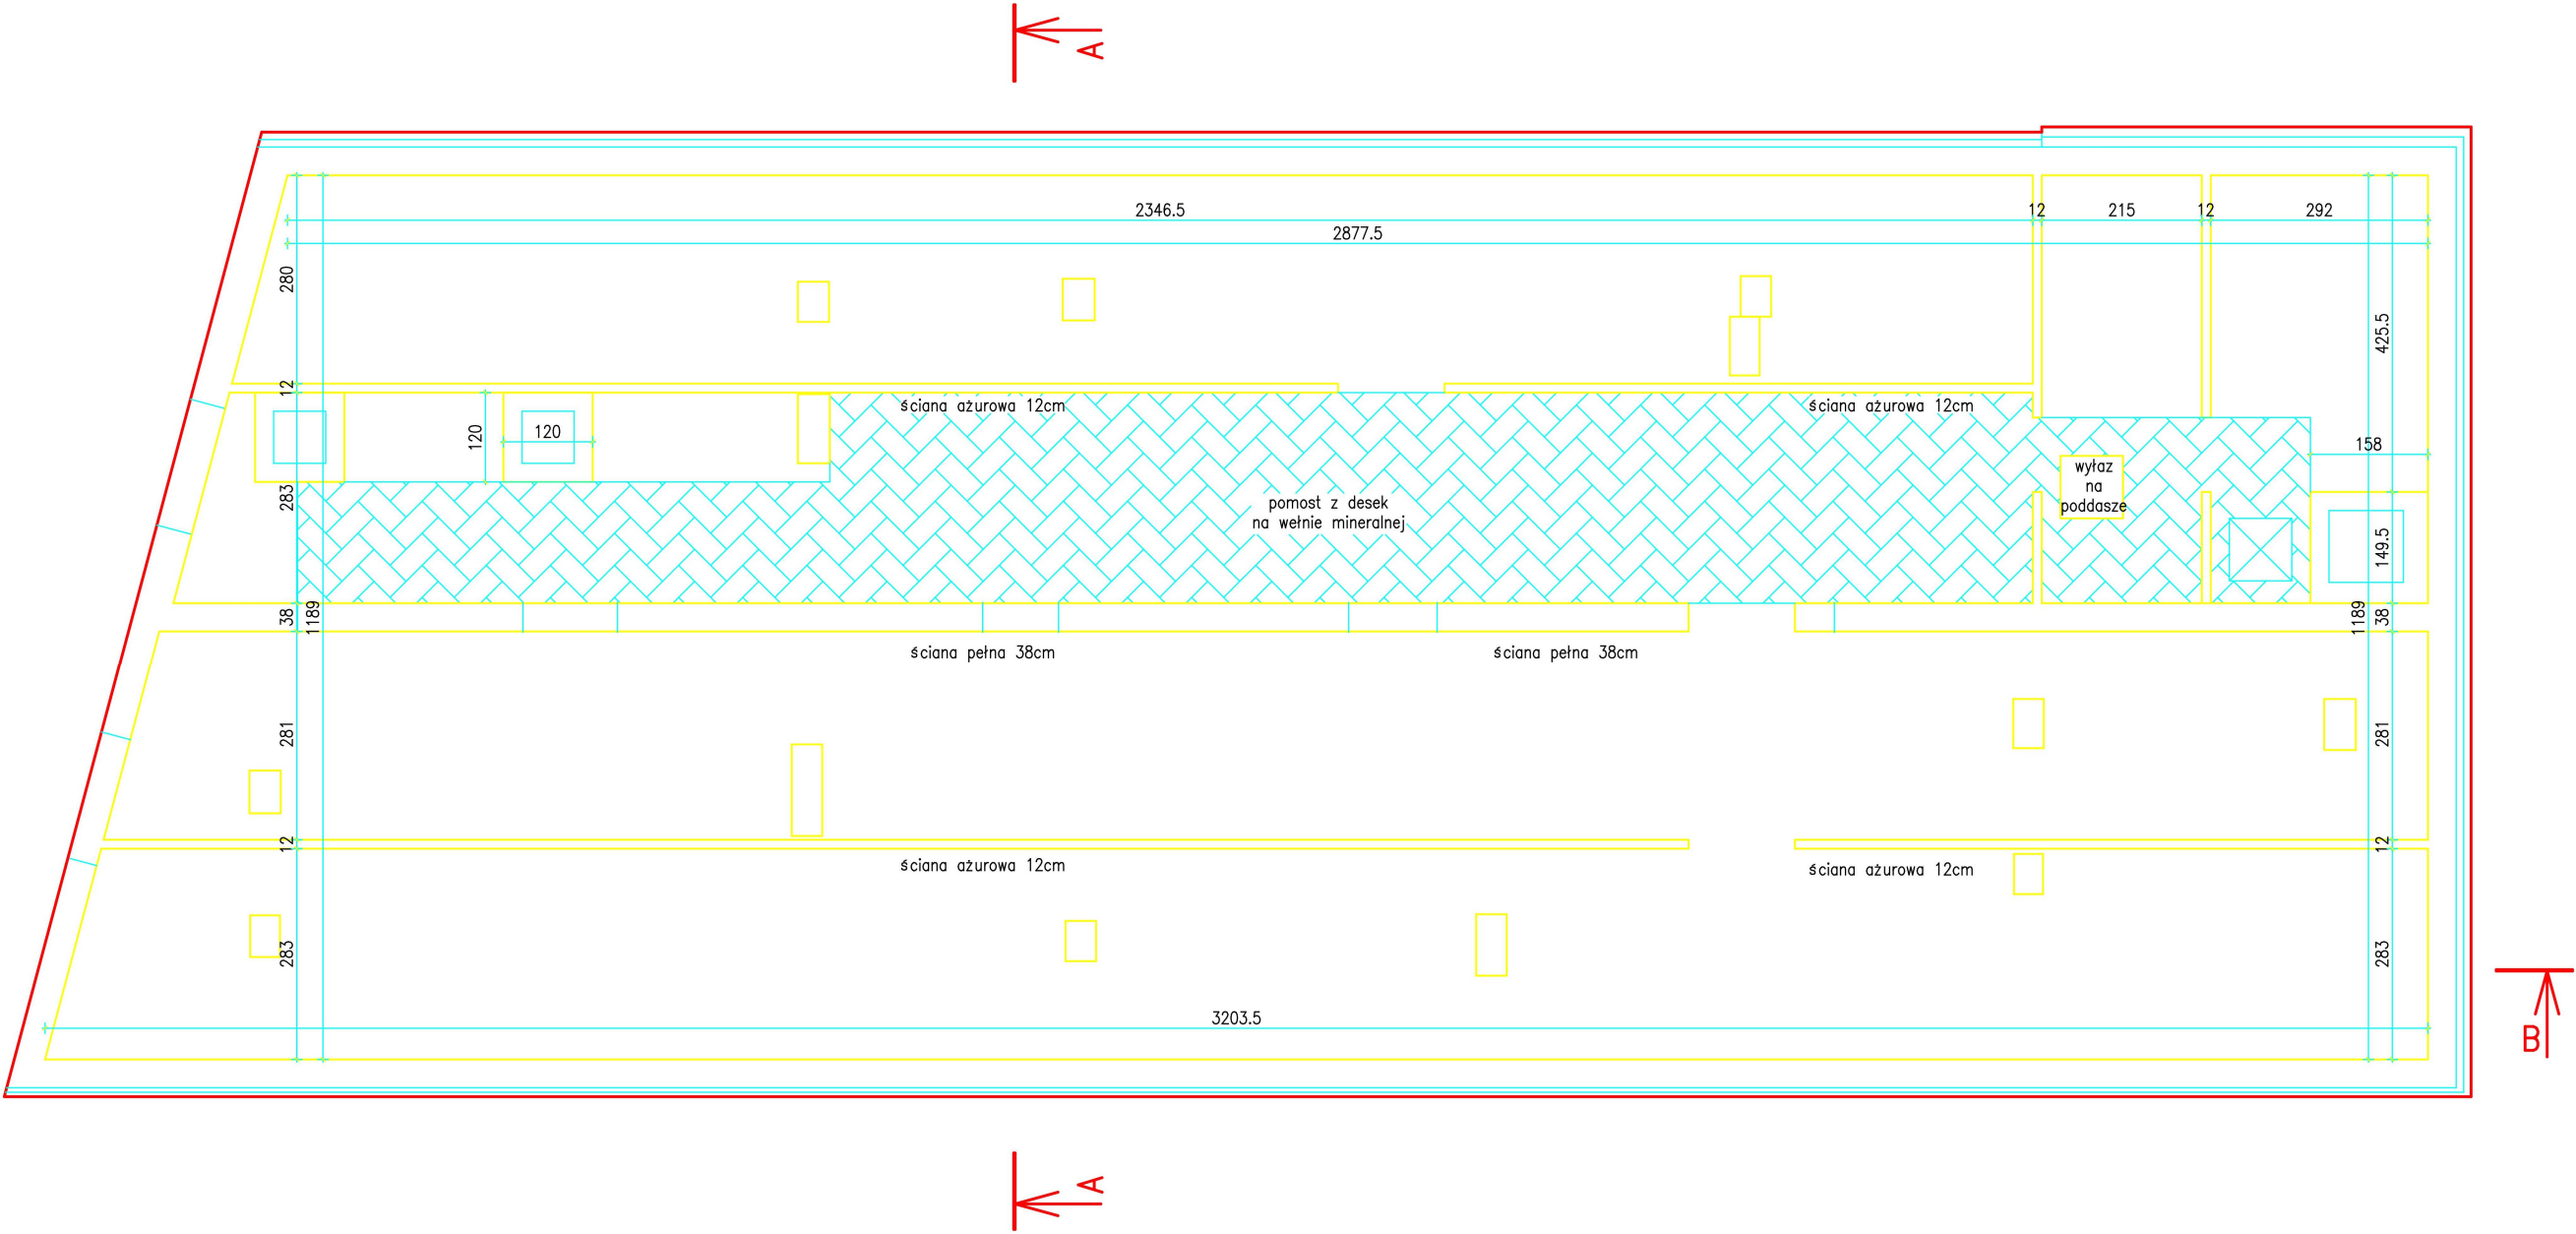 A
2346.5
12
215
12
292
2877.5
280
425.5
12
ściana ażurowa 12cm
ściana ażurowa 12cm
120
120
158
283
pomost z desek
na wełnie mineralnej
wyłaz
na
poddasze
149.5
38
1189
1189
38
ściana pełna 38cm
ściana pełna 38cm
281
281
12
12
ściana ażurowa 12cm
ściana ażurowa 12cm
283
283
3203.5
B
A